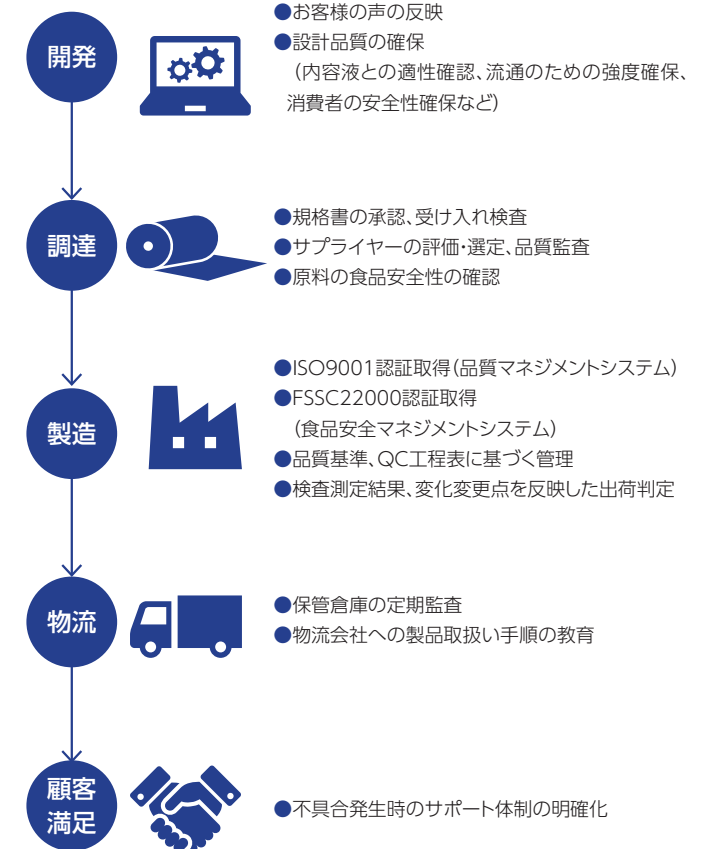 開発
●お客様の声の反映
●設計品質の確保
（内容液との適性確認、流通のための強度確保、
消費者の安全性確保など）
調達
●規格書の承認、受け入れ検査
●サプライヤーの評価・選定、品質監査
●原料の食品安全性の確認
製造
●ISO9001認証取得（品質マネジメントシステム）
●FSSC22000認証取得
（食品安全マネジメントシステム）
●品質基準、QC工程表に基づく管理
●検査測定結果、変化変更点を反映した出荷判定
物流
●保管倉庫の定期監査
●物流会社への製品取扱い手順の教育
顧客
満足
●不具合発生時のサポート体制の明確化